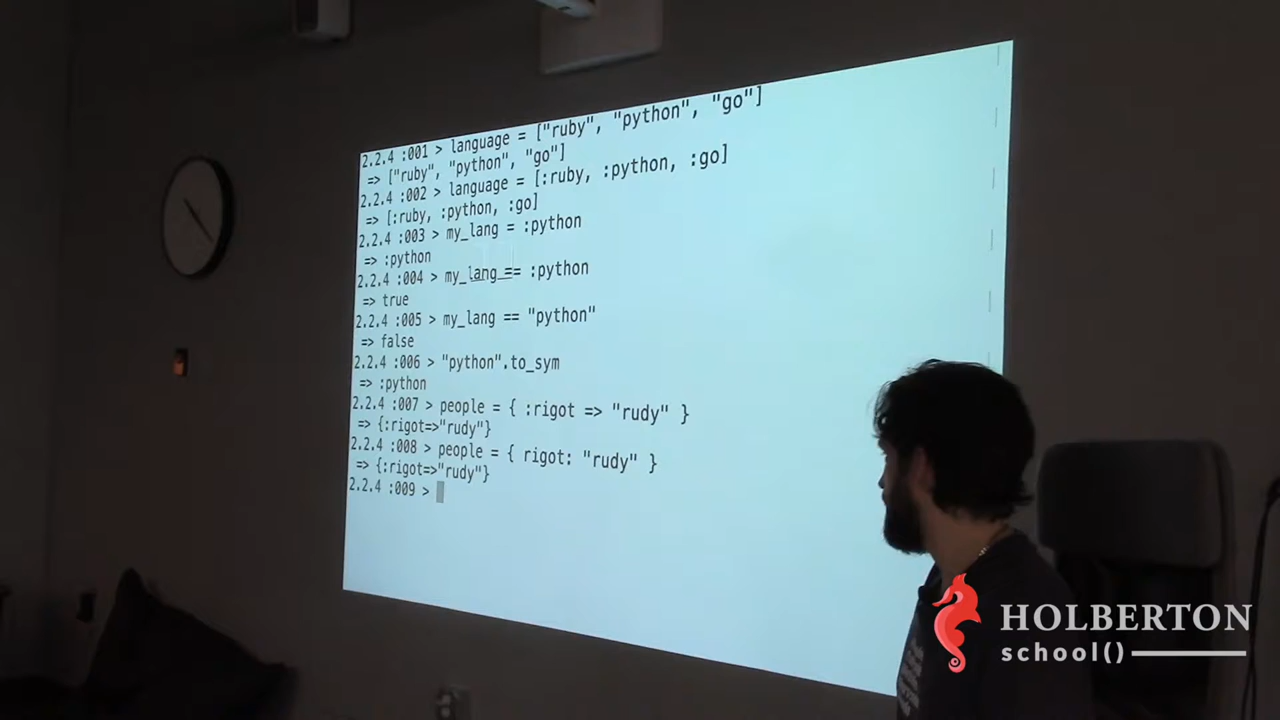 2.2.4 :001 > language = ["ruby", "python", "go"]
=> ["ruby", "python", "go"]
2.2.4 :002 > language = [:ruby, :python, :go]
=> [:ruby, :python, :go]
2.2.4 :003 > my_lang = :python
=> :python
2.2.4 :004 > my_lang == :python
=> true
2.2.4 :005 > my_lang == "python"
=> false
2.2.4 :006 > "python".to_sym
=> :python
2.2.4 :007 > people = { :rigot => "rudy" }
=> {:rigot=>"rudy"}
2.2.4 :008 > people = { rigot: "rudy" }
=> {:rigot=>"rudy"}
2.2.4 :009 >
HOLBERTON
school()